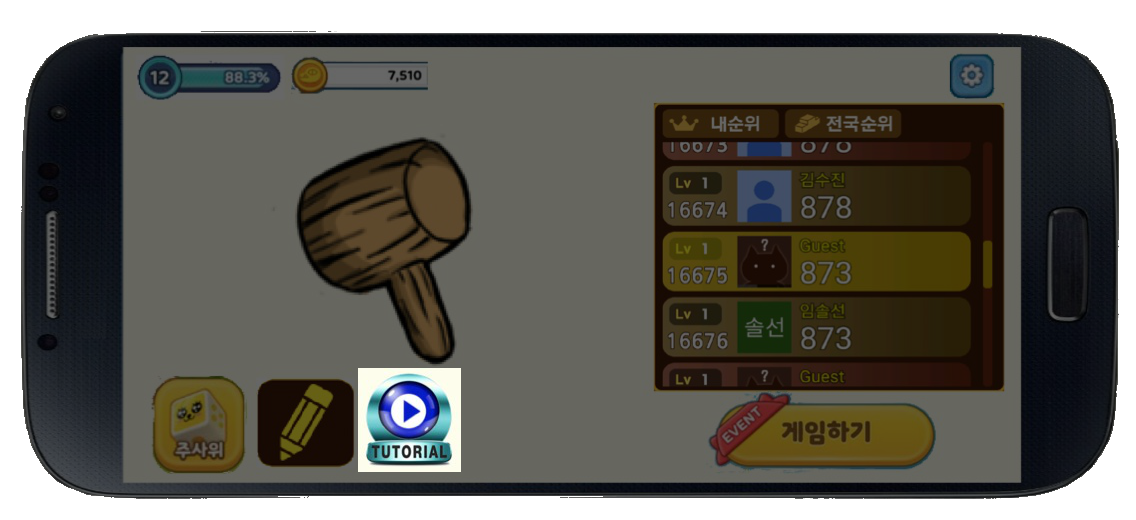 12 88.3% 7,510
내순위 전국순위
16673 878
Lv 1 김수진
16674 878
Lv 1 ? Guest
16675 873
Lv 1 임솔선
16676 솔선 873
Lv 1 ? Guest
주사위
TUTORIAL
EVENT 게임하기